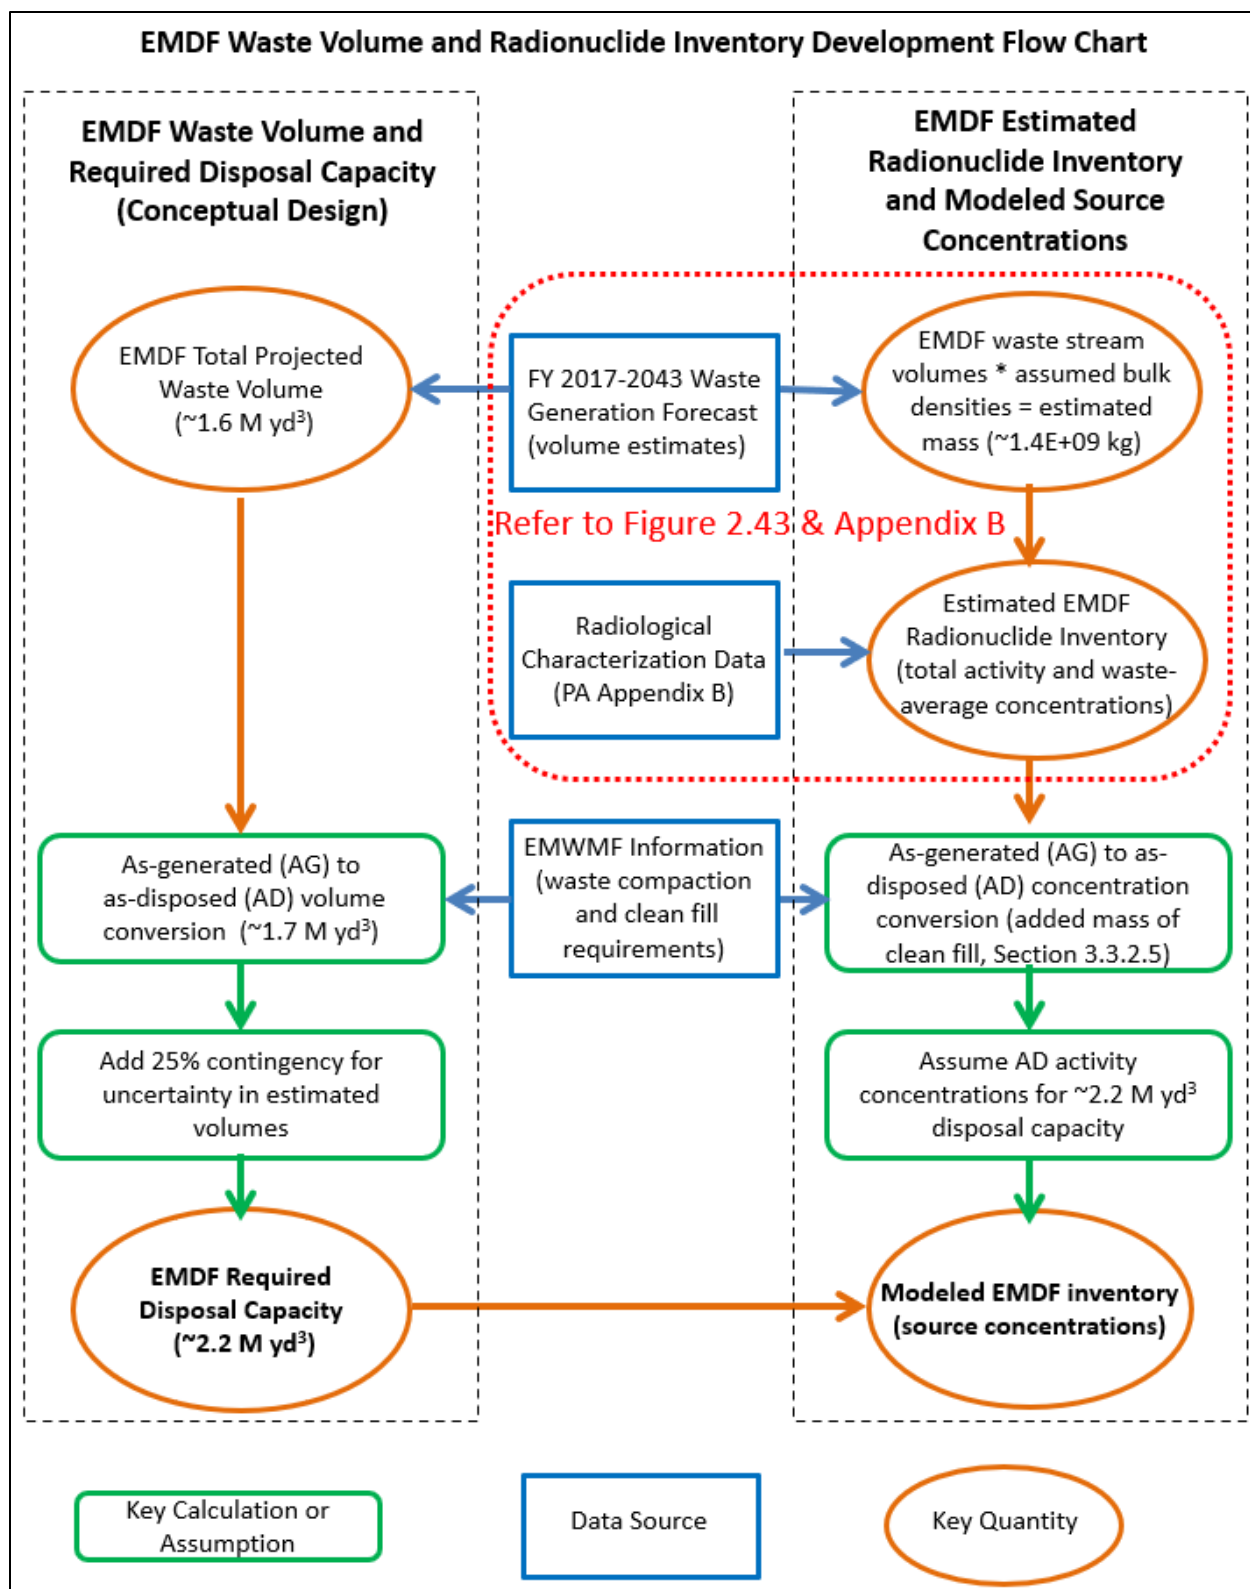 EMDF Waste Volume and Radionuclide Inventory Development Flow Chart
EMDF Waste Volume and
Required Disposal Capacity
(Conceptual Design)
EMDF Estimated
Radionuclide Inventory
and Modeled Source
Concentrations
EMDF Total Projected
Waste Volume
(~1.6 M yd³)
FY 2017-2043 Waste
Generation Forecast
(volume estimates)
EMDF waste stream
volumes * assumed bulk
densities = estimated
mass (~1.4E+09 kg)
Refer to Figure 2.43 & Appendix B
Radiological
Characterization Data
(PA Appendix B)
Estimated EMDF
Radionuclide Inventory
(total activity and waste-
average concentrations)
As-generated (AG) to
as-disposed (AD) volume
conversion (~1.7 M yd³)
EMWMF Information
(waste compaction
and clean fill
requirements)
As-generated (AG) to as-
disposed (AD) concentration
conversion (added mass of
clean fill, Section 3.3.2.5)
Add 25% contingency for
uncertainty in estimated
volumes
Assume AD activity
concentrations for ~2.2 M yd³
disposal capacity
EMDF Required
Disposal Capacity
(~2.2 M yd³)
Modeled EMDF inventory
(source concentrations)
Key Calculation or
Assumption
Data Source
Key Quantity